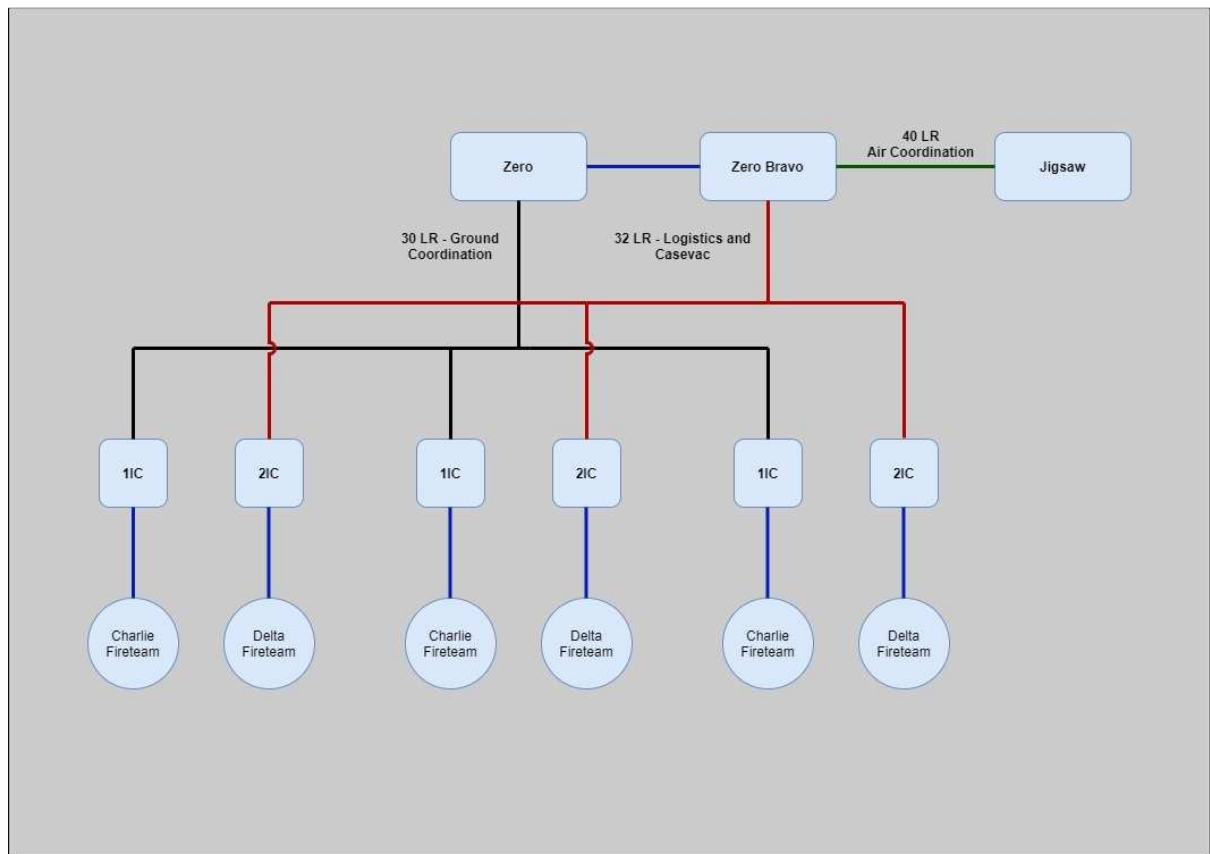 40 LR
Air Coordination
Zero
Zero Bravo
Jigsaw
30 LR - Ground
Coordination
32 LR - Logistics and
Casevac
1IC
2IC
1IC
2IC
1IC
2IC
Charlie
Fireteam
Delta
Fireteam
Charlie
Fireteam
Delta
Fireteam
Charlie
Fireteam
Delta
Fireteam